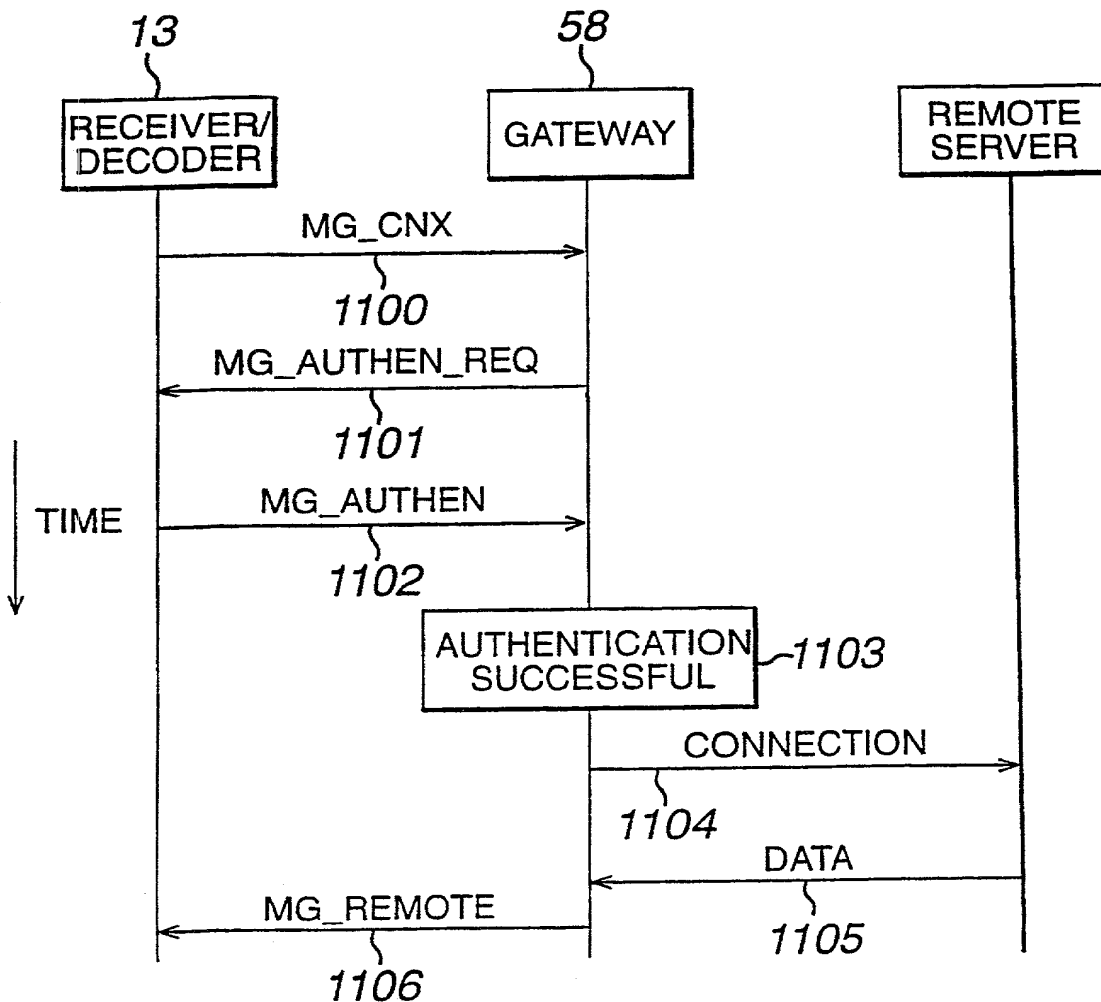 13
58
RECEIVER/
DECODER
GATEWAY
REMOTE
SERVER
MG_CNX
1100
MG_AUTHEN_REQ
1101
TIME
MG_AUTHEN
1102
AUTHENTICATION
SUCCESSFUL
1103
CONNECTION
1104
DATA
1105
MG_REMOTE
1106